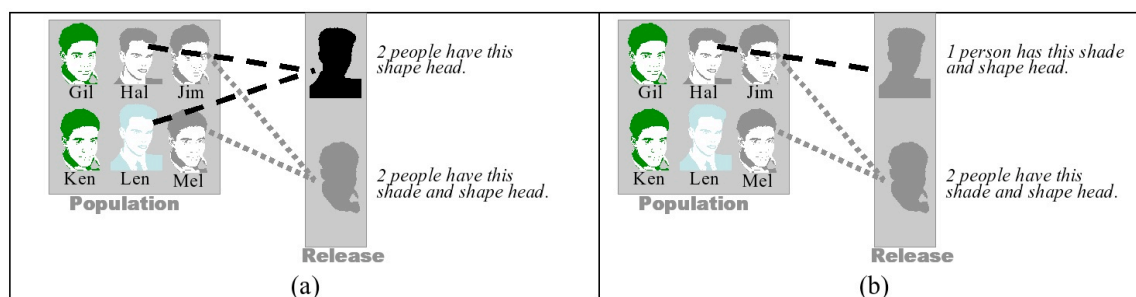 Gil Hal Jim
Ken Len Mel
Population
2 people have this
shape head.
2 people have this
shade and shape head.
Release
(a)
Gil Hal Jim
Ken Len Mel
Population
1 person has this shade
and shape head.
2 people have this
shade and shape head.
Release
(b)